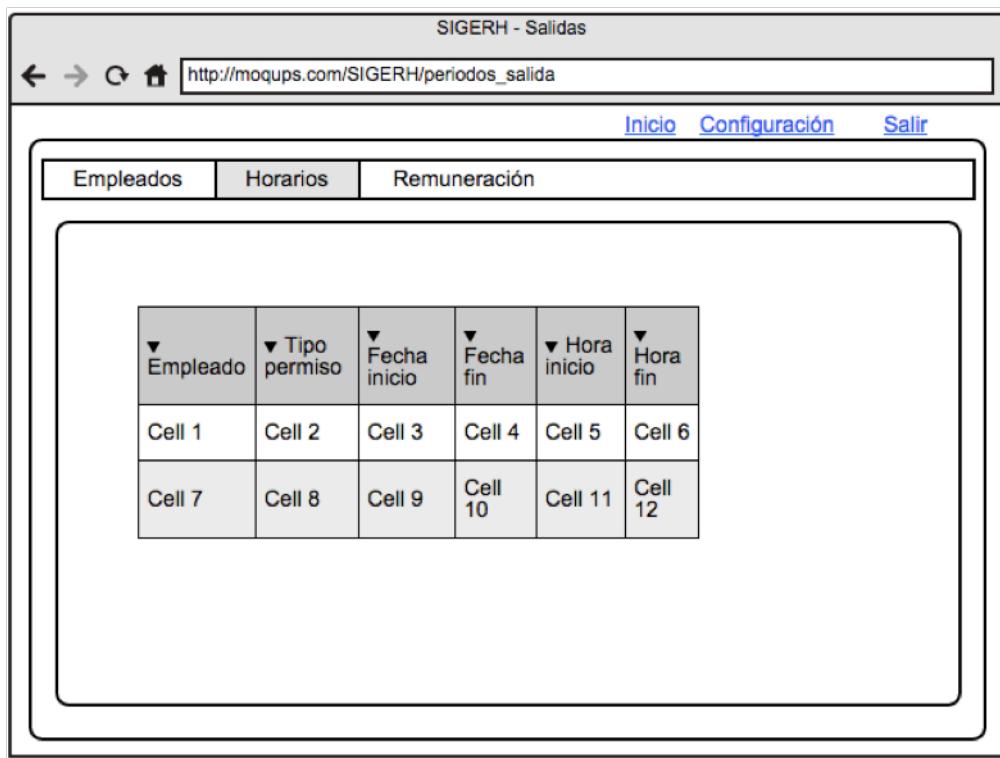 SIGERH - Salidas
http://moqups.com/SIGERH/periodos_salida
Inicio Configuración Salir
Empleados Horarios Remuneración
▼ Empleado
▼ Tipo permiso
▼ Fecha inicio
▼ Fecha fin
▼ Hora inicio
▼ Hora fin
Cell 1 Cell 2 Cell 3 Cell 4 Cell 5 Cell 6
Cell 7 Cell 8 Cell 9 Cell 10 Cell 11 Cell 12